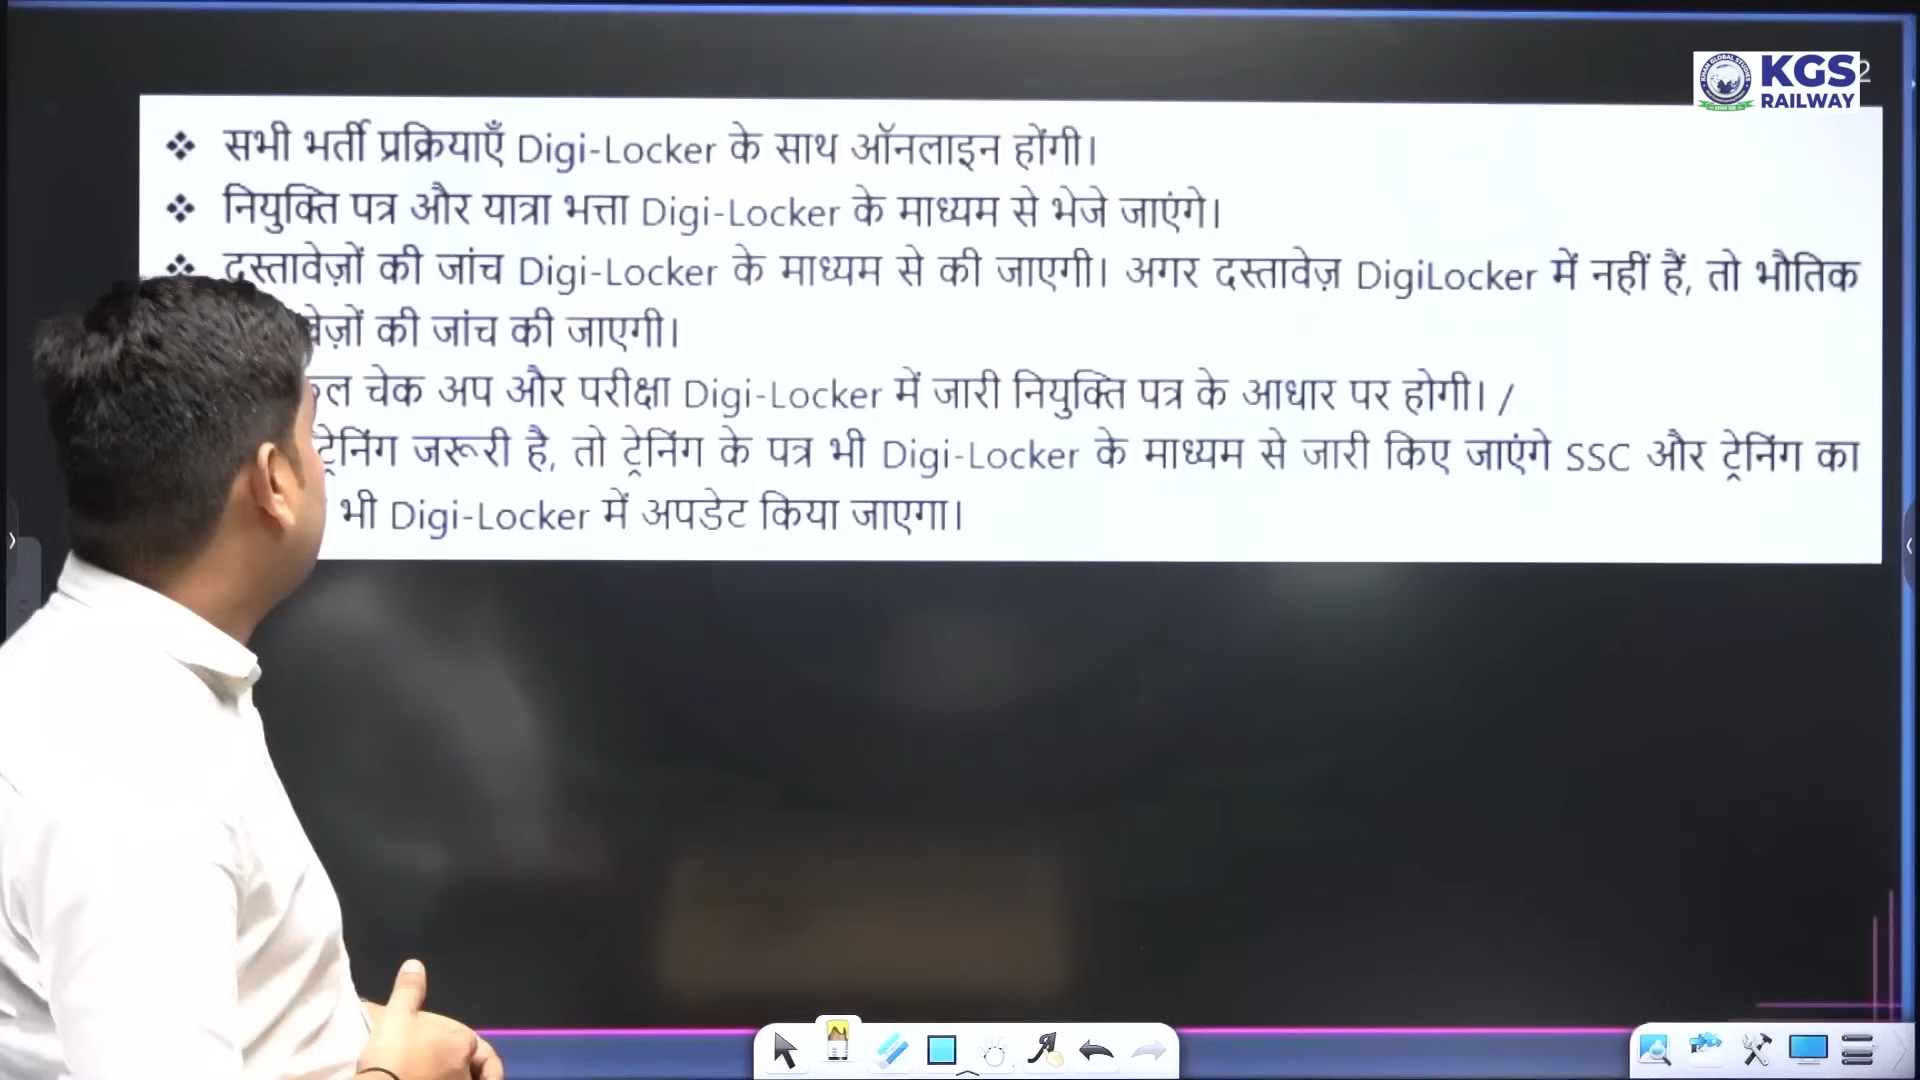 KGS
RAILWAY
2
❖ सभी भर्ती प्रक्रियाएँ Digi-Locker के साथ ऑनलाइन होंगी।
❖ नियुक्ति पत्र और यात्रा भत्ता Digi-Locker के माध्यम से भेजे जाएंगे।
❖ दस्तावेज़ों की जांच Digi-Locker के माध्यम से की जाएगी। अगर दस्तावेज़ DigiLocker में नहीं हैं, तो भौतिक
की जांच की जाएगी।
चेक अप और परीक्षा Digi-Locker में जारी नियुक्ति पत्र के आधार पर होगी। /
ट्रेनिंग जरूरी है, तो ट्रेनिंग के पत्र भी Digi-Locker के माध्यम से जारी किए जाएंगे SSC और ट्रेनिंग का
भी Digi-Locker में अपडेट किया जाएगा।